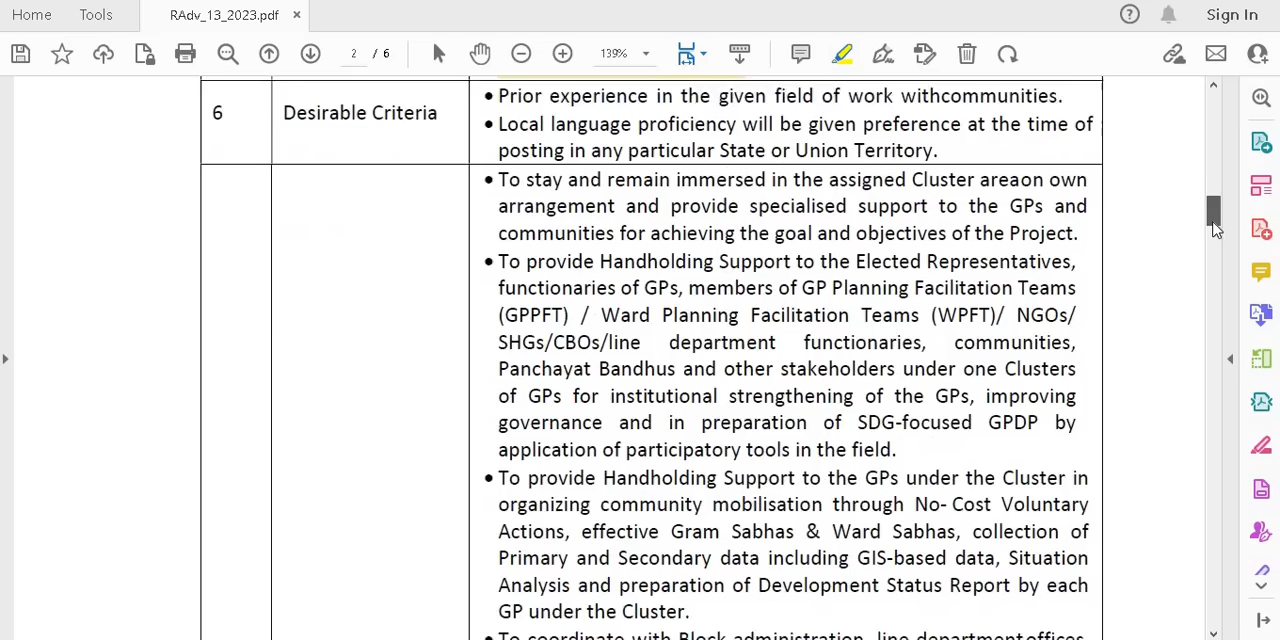 Home Tools RAdv_13_2023.pdf × Sign In
2 / 6 139%
6 Desirable Criteria
• Prior experience in the given field of work withcommunities.
• Local language proficiency will be given preference at the time of
posting in any particular State or Union Territory.
• To stay and remain immersed in the assigned Cluster areaon own
arrangement and provide specialised support to the GPs and
communities for achieving the goal and objectives of the Project.
• To provide Handholding Support to the Elected Representatives,
functionaries of GPs, members of GP Planning Facilitation Teams
(GPPFT) / Ward Planning Facilitation Teams (WPFT)/ NGOs/
SHGs/CBOs/line department functionaries, communities,
Panchayat Bandhus and other stakeholders under one Clusters
of GPs for institutional strengthening of the GPs, improving
governance and in preparation of SDG-focused GPDP by
application of participatory tools in the field.
• To provide Handholding Support to the GPs under the Cluster in
organizing community mobilisation through No- Cost Voluntary
Actions, effective Gram Sabhas & Ward Sabhas, collection of
Primary and Secondary data including GIS-based data, Situation
Analysis and preparation of Development Status Report by each
GP under the Cluster.
• To coordinate with Block administration, line departmentoffices,